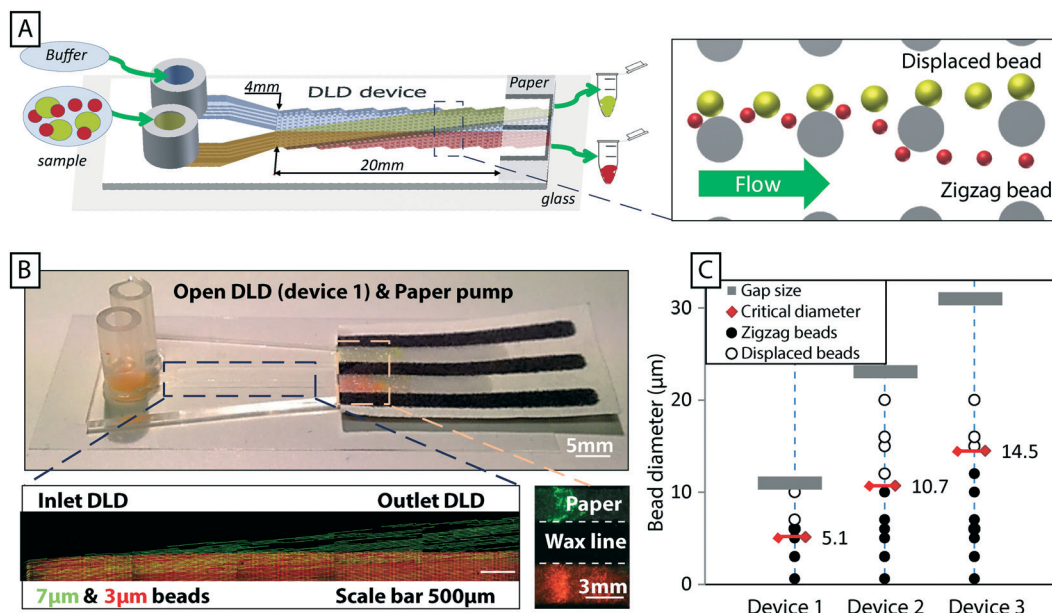 A
Buffer
sample
4mm
DLD device
20mm
Paper
glass
Displaced bead
Flow
Zigzag bead
B
Open DLD (device 1) & Paper pump
5mm
Inlet DLD
Outlet DLD
7μm & 3μm beads
Scale bar 500μm
Paper
Wax line
3mm
C
Gap size
Critical diameter
Zigzag beads
Displaced beads
Bead diameter (μm)
30
20
10
0
5.1
10.7
14.5
Device 1
Device 2
Device 3